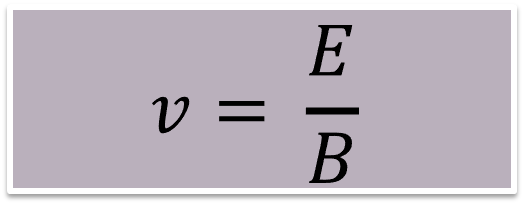 v = E/B